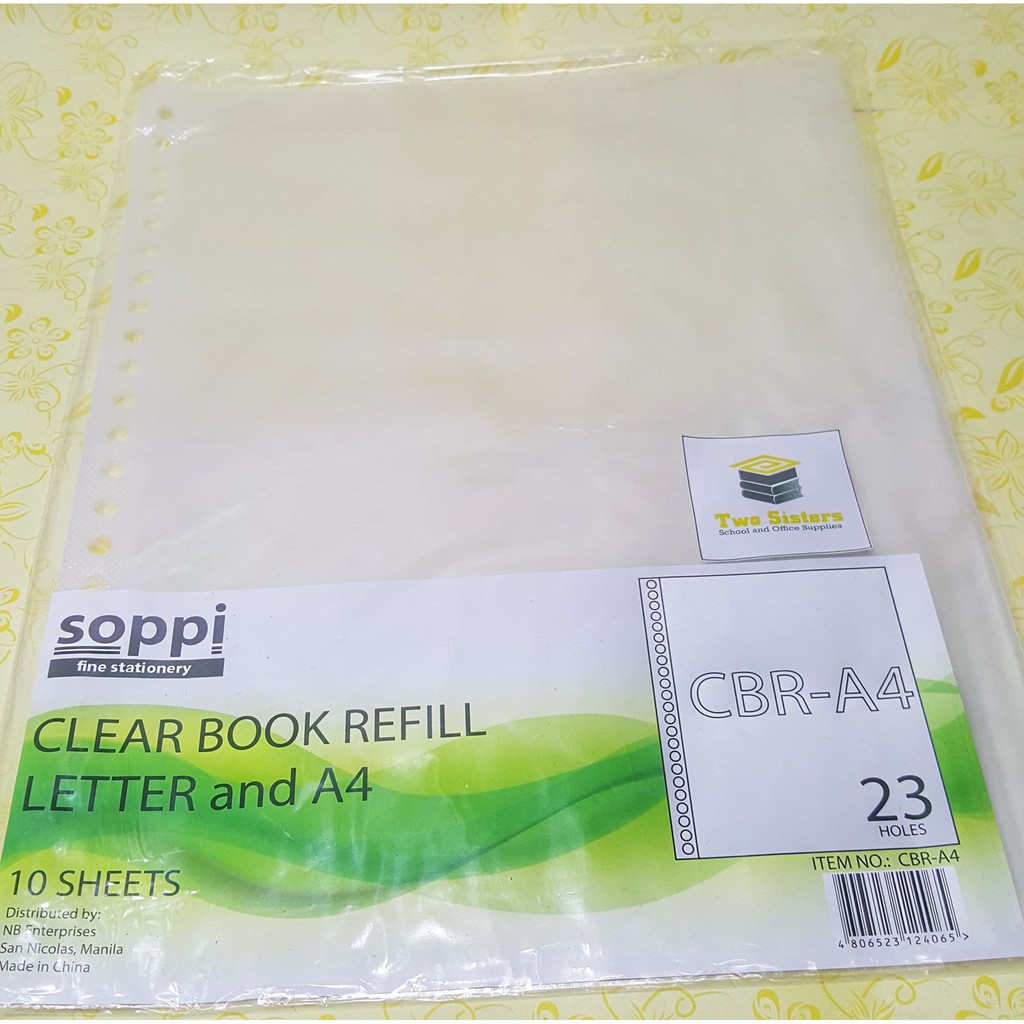 Two Sisters
School and Office Supplies
soppi
fine stationery
CLEAR BOOK REFILL
LETTER and A4
10 SHEETS
Distributed by:
NB Enterprises
San Nicolas, Manila
Made in China
CBR-A4
23
HOLES
ITEM NO.: CBR-A4
4 806523 124065 >